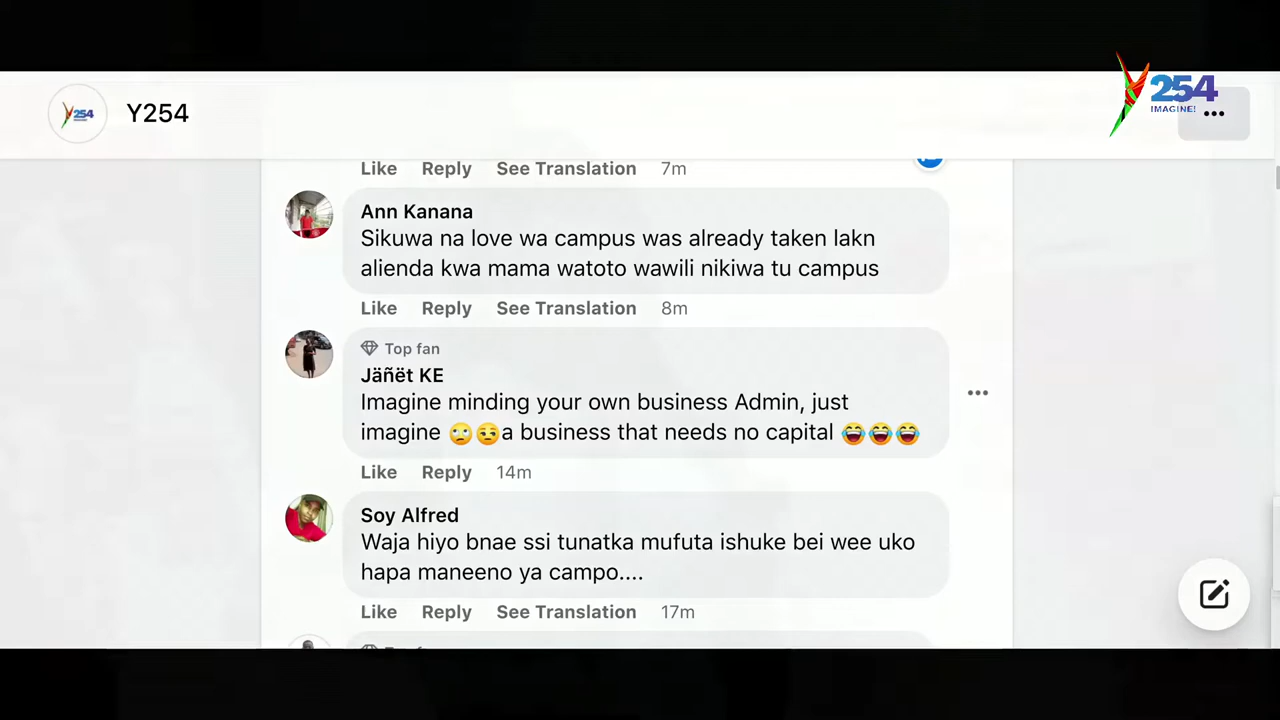 254
IMAGINE!
Y254
Like Reply See Translation 7m
Ann Kanana
Sikuwa na love wa campus was already taken lakn
alienda kwa mama watoto wawili nikiwa tu campus
Like Reply See Translation 8m
Top fan
Jäñët KE
Imagine minding your own business Admin, just
imagine 🙄😒a business that needs no capital 😂😂😂
Like Reply 14m
Soy Alfred
Waja hiyo bnae ssi tunatka mufuta ishuke bei wee uko
hapa maneeno ya campo....
Like Reply See Translation 17m